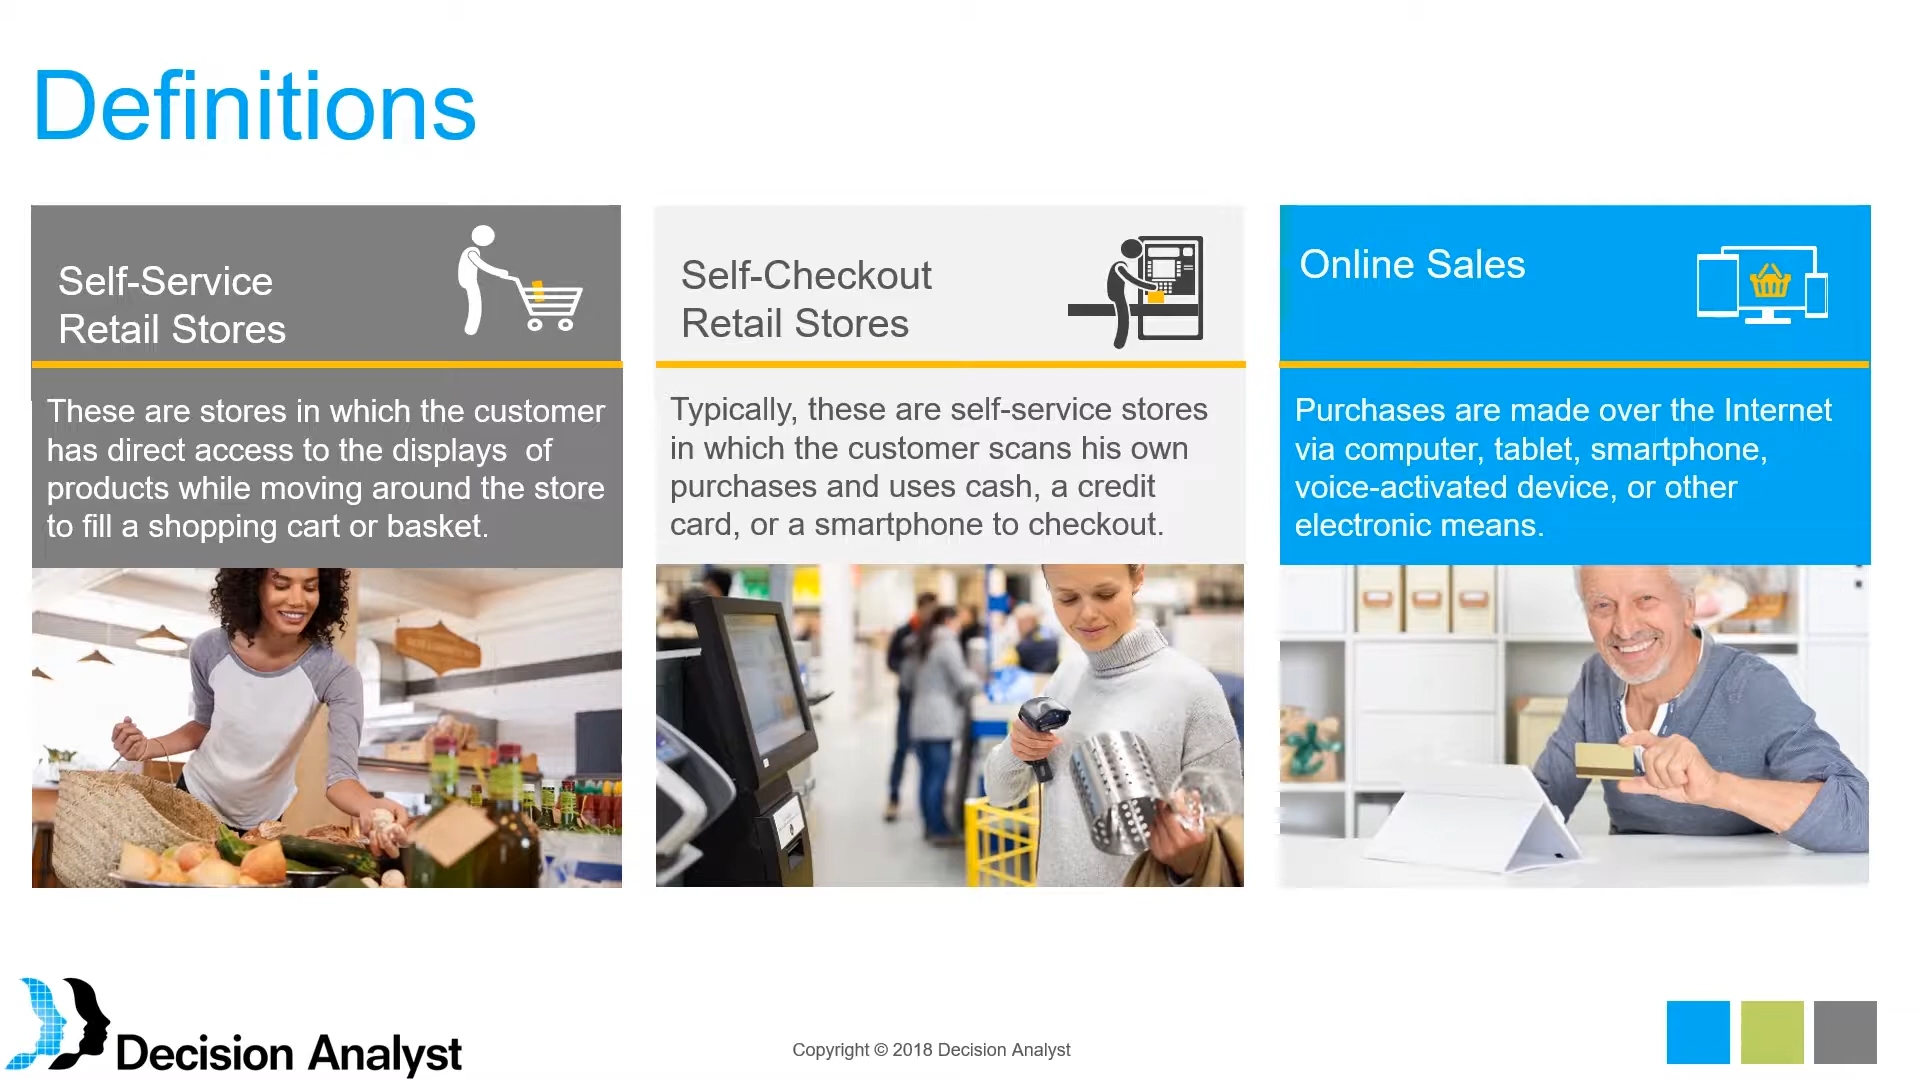 Definitions
Self-Service
Retail Stores
These are stores in which the customer
has direct access to the displays  of
products while moving around the store
to fill a shopping cart or basket.
Self-Checkout
Retail Stores
Typically, these are self-service stores
in which the customer scans his own
purchases and uses cash, a credit
card, or a smartphone to checkout.
Online Sales
Purchases are made over the Internet
via computer, tablet, smartphone,
voice-activated device, or other
electronic means.
Decision Analyst
Copyright © 2018 Decision Analyst